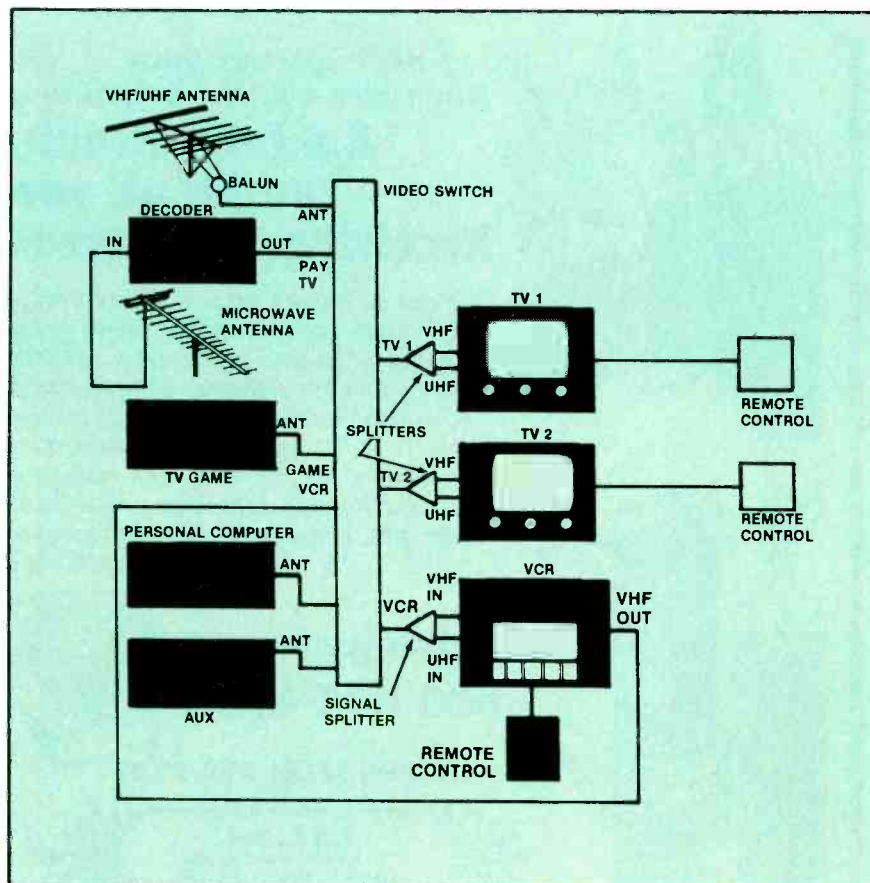 VHF/UHF ANTENNA
BALUN
VIDEO SWITCH
ANT
DECODER
IN
OUT
PAY
TV
MICROWAVE
ANTENNA
ANT
GAME
VCR
TV GAME
PERSONAL COMPUTER
ANT
ANT
AUX
TV 1
TV 1
VHF
UHF
REMOTE
CONTROL
SPLITTERS
TV 2
TV 2
VHF
UHF
REMOTE
CONTROL
VCR
VCR
VHF
IN
UHF
IN
VHF
OUT
SIGNAL
SPLITTER
REMOTE
CONTROL